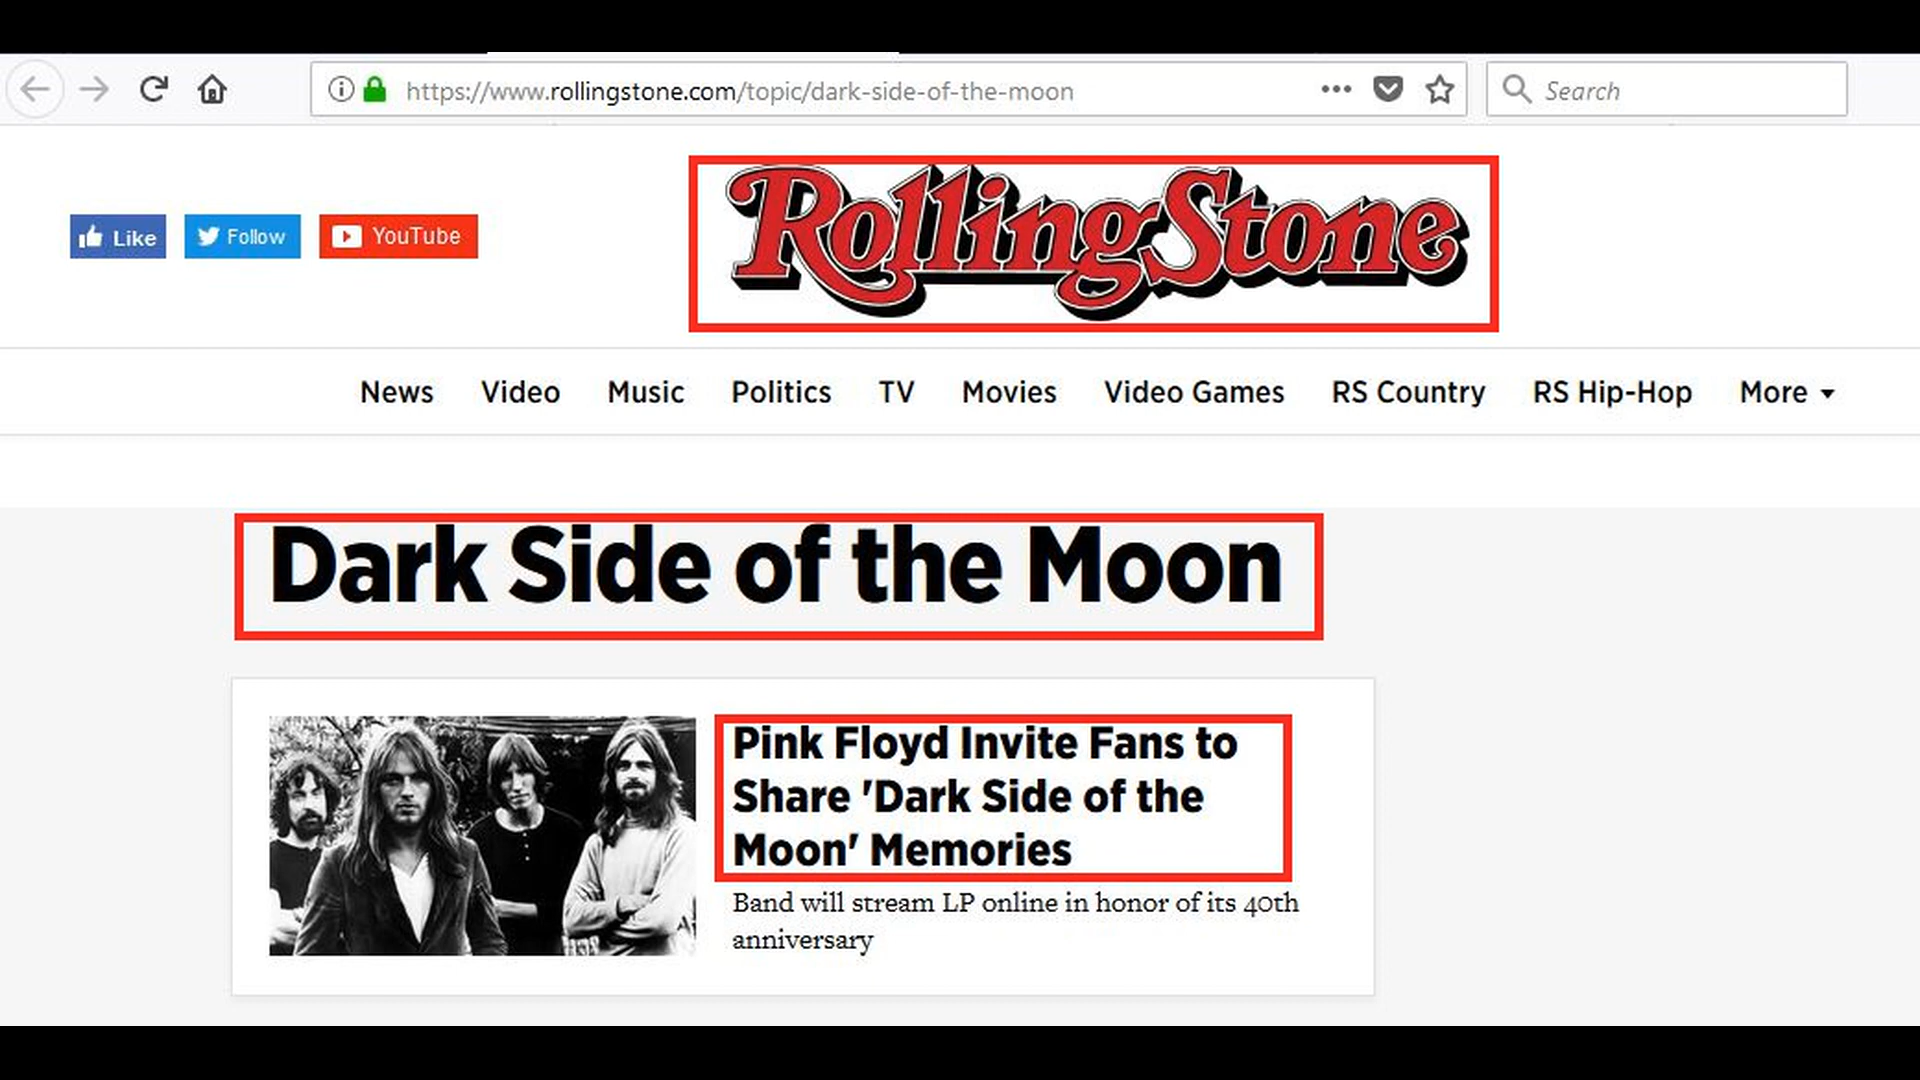 https://www.rollingstone.com/topic/dark-side-of-the-moon
Search
Like
Follow
YouTube
RollingStone
News Video Music Politics TV Movies Video Games RS Country RS Hip-Hop More
Dark Side of the Moon
Pink Floyd Invite Fans to
Share 'Dark Side of the
Moon' Memories
Band will stream LP online in honor of its 40th
anniversary